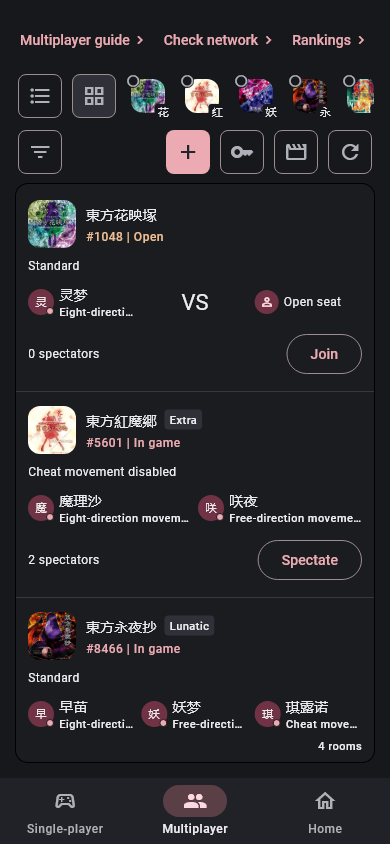 Multiplayer guide
Check network
Rankings
花
红
妖
永
東方花映塚
#1048 | Open
Standard
灵
灵梦
Eight-directi…
VS
Open seat
0 spectators
Join
東方紅魔郷
Extra
#5601 | In game
Cheat movement disabled
魔
魔理沙
Eight-direction movem…
咲
咲夜
Free-direction moveme…
2 spectators
Spectate
東方永夜抄
Lunatic
#8466 | In game
Standard
早
早苗
Eight-directi…
妖
妖梦
Free-directi…
琪
琪露诺
Cheat move…
4 rooms
Single-player
Multiplayer
Home